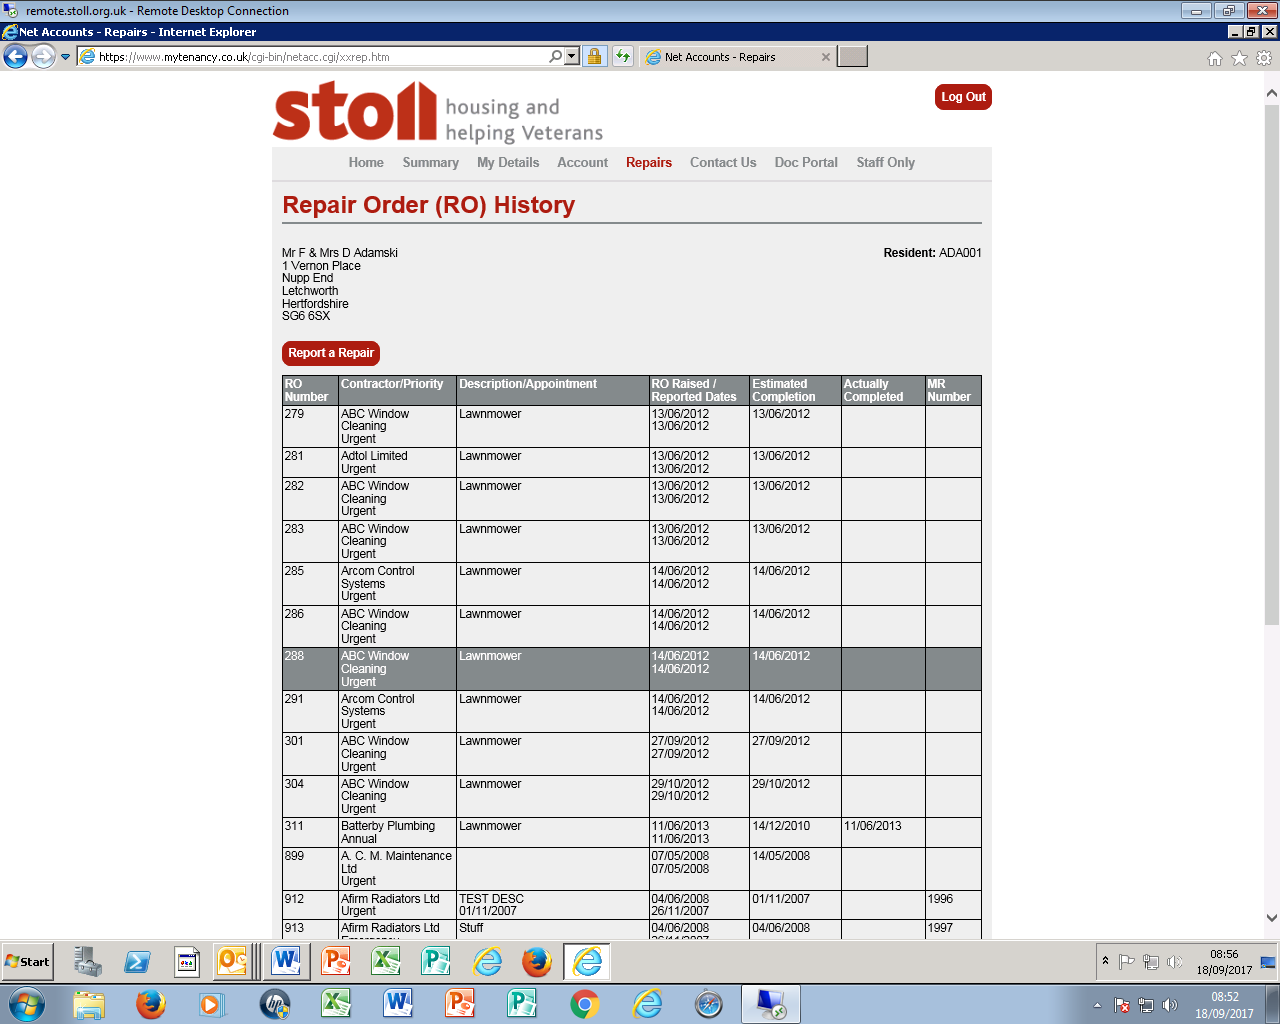 remote.stoll.org.uk - Remote Desktop Connection
Net Accounts - Repairs - Internet Explorer
https://www.mytenancy.co.uk/cgi-bin/netacc.cgi/xxrep.htm
Net Accounts - Repairs
stoll housing and helping Veterans
Log Out
Home Summary My Details Account Repairs Contact Us Doc Portal Staff Only
Repair Order (RO) History
Mr F & Mrs D Adamski
Resident: ADA001
1 Vernon Place
Nupp End
Letchworth
Hertfordshire
SG6 6SX
Report a Repair
RO Number Contractor/Priority Description/Appointment RO Raised / Reported Dates Estimated Completion Actually Completed MR Number
279 ABC Window Cleaning Urgent Lawnmower 13/06/2012 13/06/2012 13/06/2012
281 Adtol Limited Urgent Lawnmower 13/06/2012 13/06/2012 13/06/2012
282 ABC Window Cleaning Urgent Lawnmower 13/06/2012 13/06/2012 13/06/2012
283 ABC Window Cleaning Urgent Lawnmower 13/06/2012 13/06/2012 13/06/2012
285 Arcom Control Systems Urgent Lawnmower 14/06/2012 14/06/2012 14/06/2012
286 ABC Window Cleaning Urgent Lawnmower 14/06/2012 14/06/2012 14/06/2012
288 ABC Window Cleaning Urgent Lawnmower 14/06/2012 14/06/2012 14/06/2012
291 Arcom Control Systems Urgent Lawnmower 14/06/2012 14/06/2012 14/06/2012
301 ABC Window Cleaning Urgent Lawnmower 27/09/2012 27/09/2012 27/09/2012
304 ABC Window Cleaning Urgent Lawnmower 29/10/2012 29/10/2012 29/10/2012
311 Batterby Plumbing Annual Lawnmower 11/06/2013 11/06/2013 14/12/2010 11/06/2013
899 A. C. M. Maintenance Ltd Urgent 07/05/2008 07/05/2008 14/05/2008
912 Afirm Radiators Ltd Urgent TEST DESC 01/11/2007 04/06/2008 26/11/2007 01/11/2007 1996
913 Afirm Radiators Ltd Stuff 04/06/2008 04/06/2008 1997
Start
08:56
18/09/2017
08:52
18/09/2017